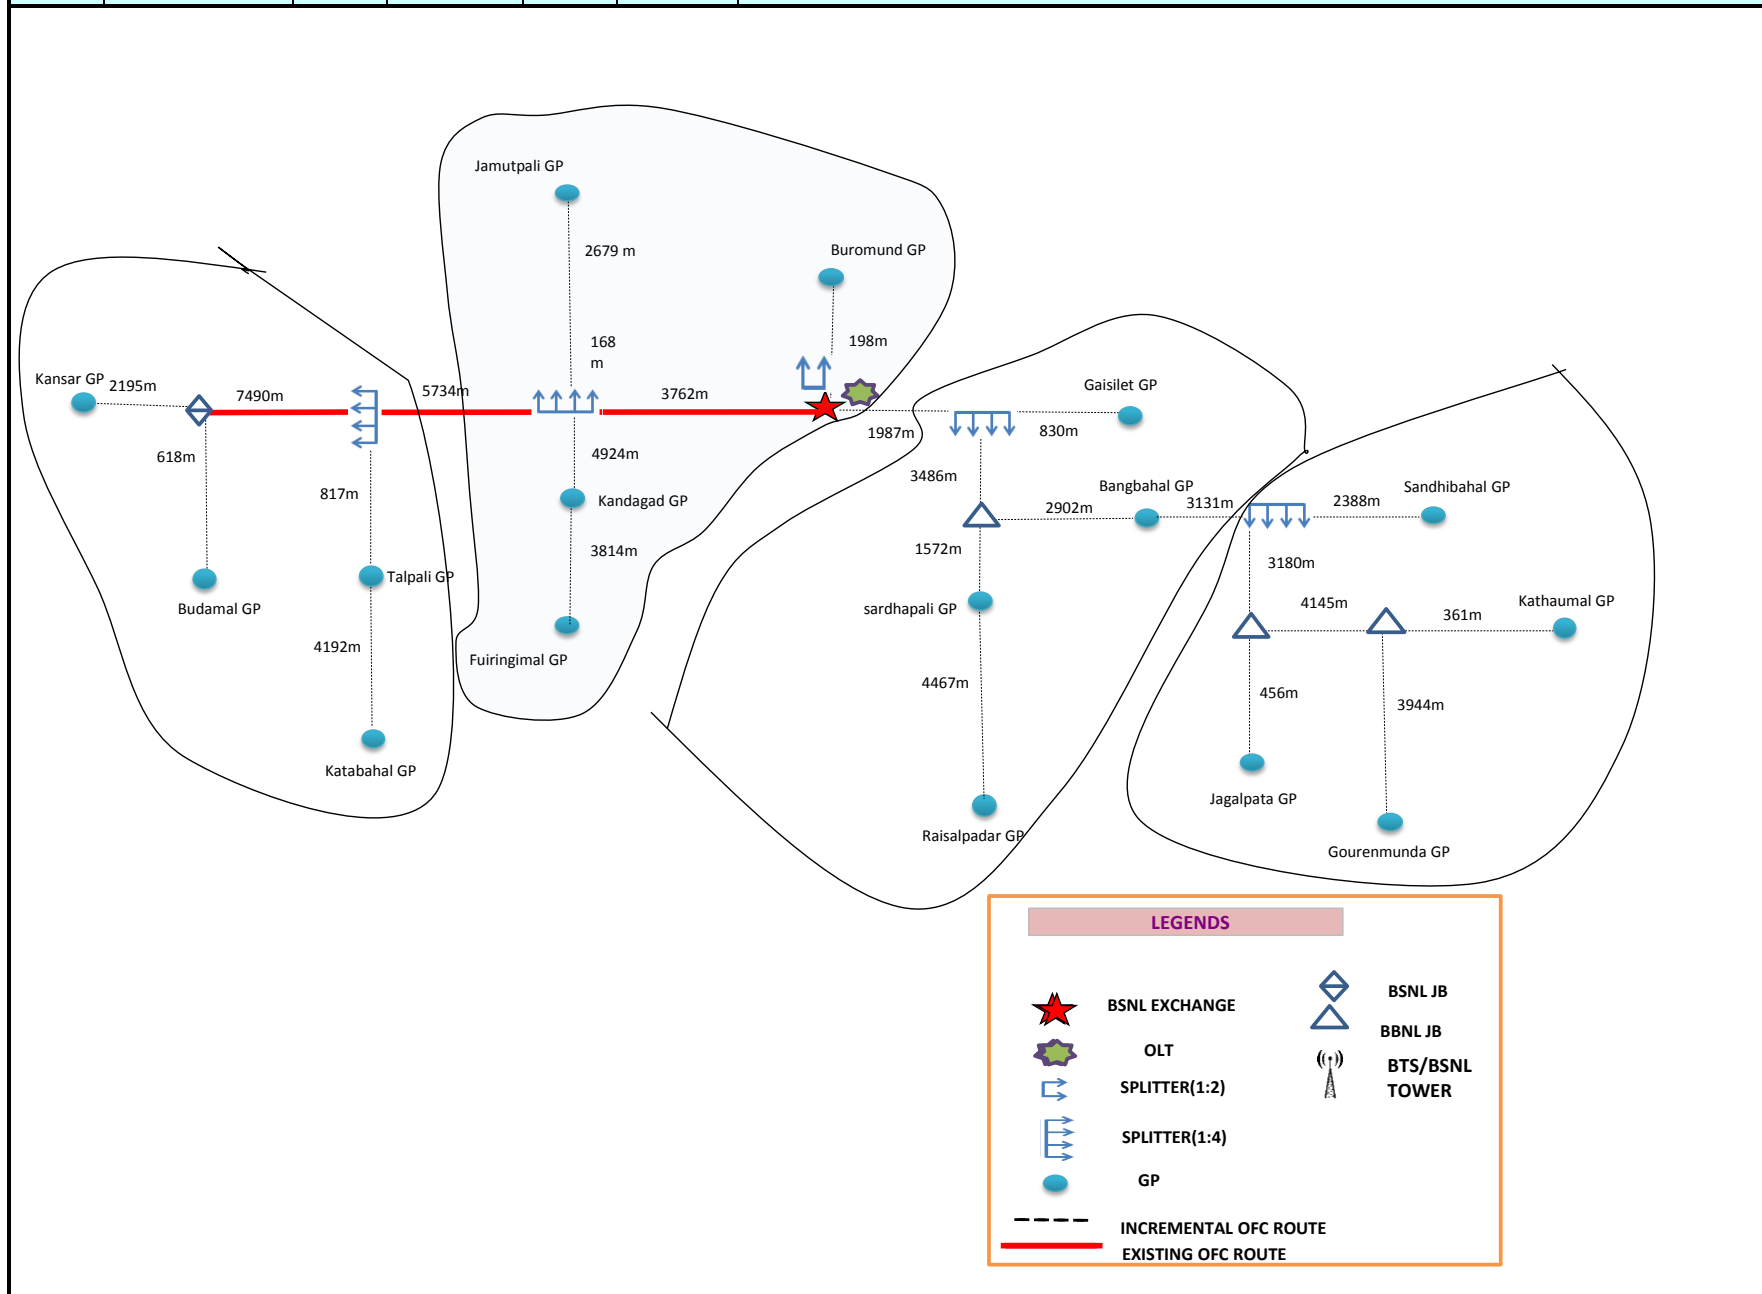 Jamutpali GP
2679 m
Buromund GP
198m
168
m
Kansar GP
2195m
7490m
5734m
3762m
1987m
Gaisilet GP
830m
618m
817m
4924m
3486m
Kandagad GP
Bangbahal GP
2902m
3131m
Sandhibahal GP
2388m
3814m
1572m
3180m
Talpali GP
Budamal GP
sardhapali GP
4145m
361m
Kathaumal GP
4192m
Fuiringimal GP
4467m
456m
3944m
Katabahal GP
Raisalpadar GP
Jagalpata GP
Gourenmunda GP
LEGENDS
BSNL EXCHANGE
BSNL JB
OLT
BBNL JB
SPLITTER(1:2)
BTS/BSNL
TOWER
SPLITTER(1:4)
GP
INCREMENTAL OFC ROUTE
EXISTING OFC ROUTE